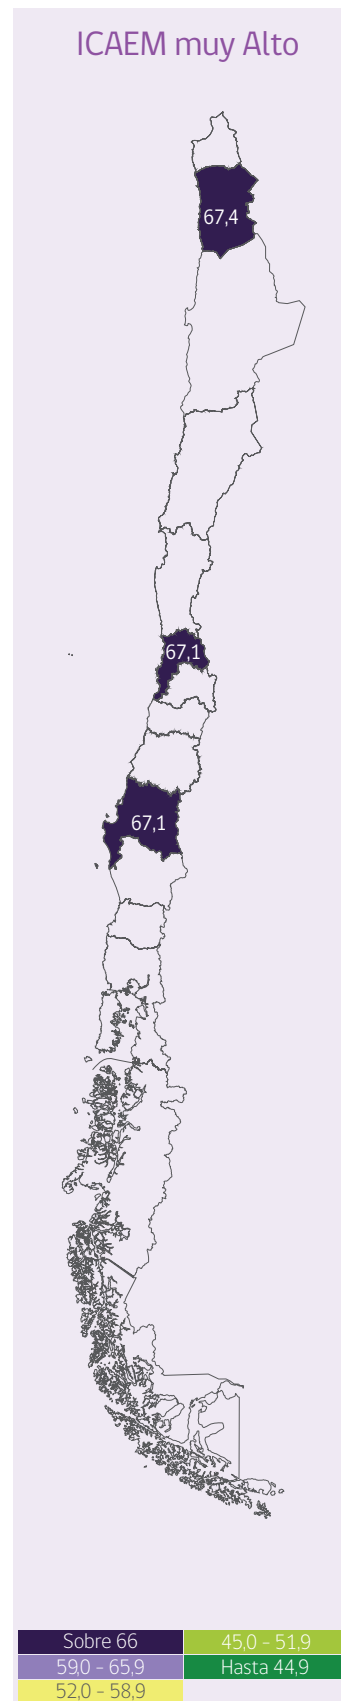 ICAEM muy Alto
67,4
67,1
67,1
Sobre 66
45,0 - 51,9
59,0 - 65,9
Hasta 44,9
52,0 - 58,9